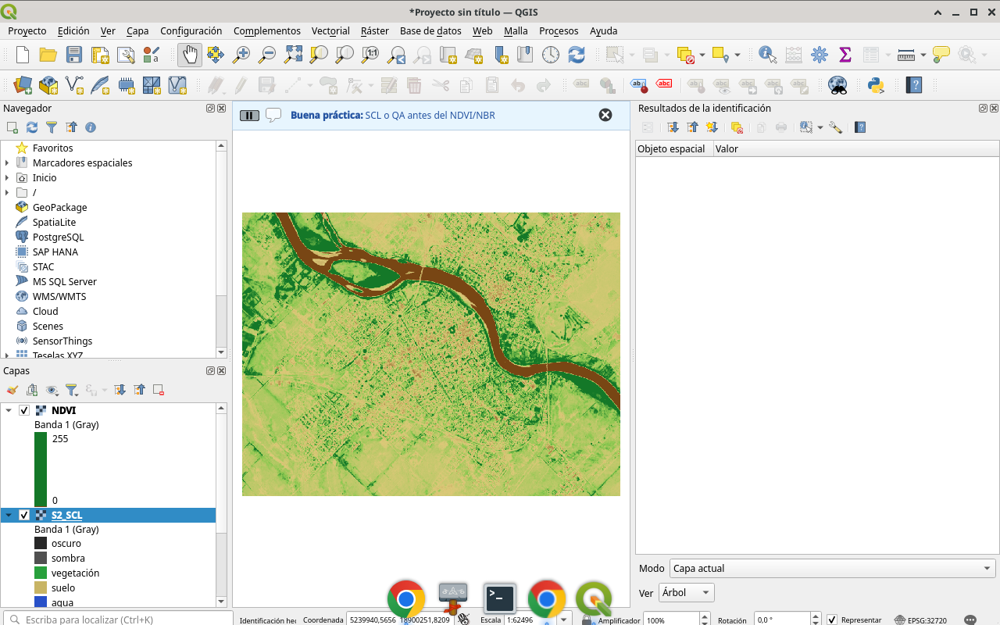 *Proyecto sin título — QGIS
Proyecto Edición Ver Capa Configuración Complementos Vectorial Ráster Base de datos Web Malla Procesos Ayuda
Navegador
Favoritos
Marcadores espaciales
Inicio
/
GeoPackage
SpatiaLite
PostgreSQL
SAP HANA
STAC
MS SQL Server
WMS/WMTS
Cloud
Scenes
SensorThings
Teselas XYZ
Capas
NDVI
Banda 1 (Gray)
255
0
S2_SCL
Banda 1 (Gray)
oscuro
sombra
vegetación
suelo
agua
Buena práctica: SCL o QA antes del NDVI/NBR
Resultados de la identificación
Objeto espacial Valor
Modo Capa actual
Ver Árbol
Escriba para localizar (Ctrl+K)
Coordenada 5239940,5656 18900251,8209 Escala 1:62496 Amplificador 100% Rotación 0,0 ° Representar EPSG:32720